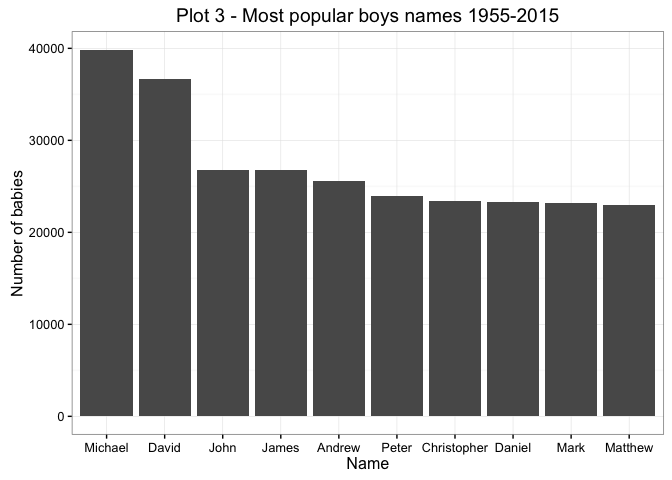 Plot 3 - Most popular boys names 1955-2015
Number of babies
40000
30000
20000
10000
0
Michael David John James Andrew Peter Christopher Daniel Mark Matthew
Name